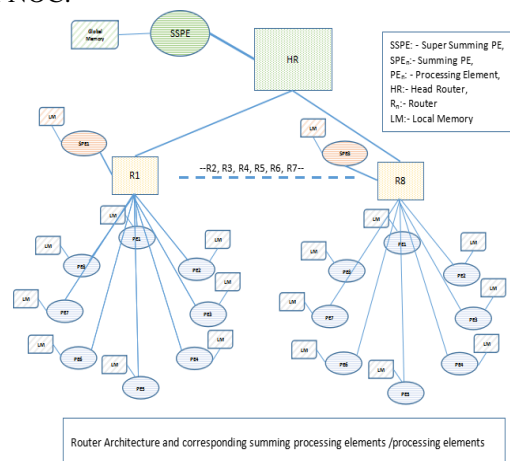 NOC.
Global
Memory
SSPE
HR
SSPE: - Super Summing PE,
SPEn:- Summing PE,
PEn:- Processing Element,
HR:- Head Router,
Rn:- Router
LM:- Local Memory
LM
SPE1
LM
SPE8
R1
--R2, R3, R4, R5, R6, R7--
R8
LM
PE1
LM
PE1
LM
PE8
PE2
LM
LM
PE8
PE2
LM
LM
PE7
PE3
LM
LM
PE7
PE3
LM
LM
PE6
PE4
LM
LM
PE6
PE4
LM
LM
PE5
LM
PE5
Router Architecture and corresponding summing processing elements /processing elements